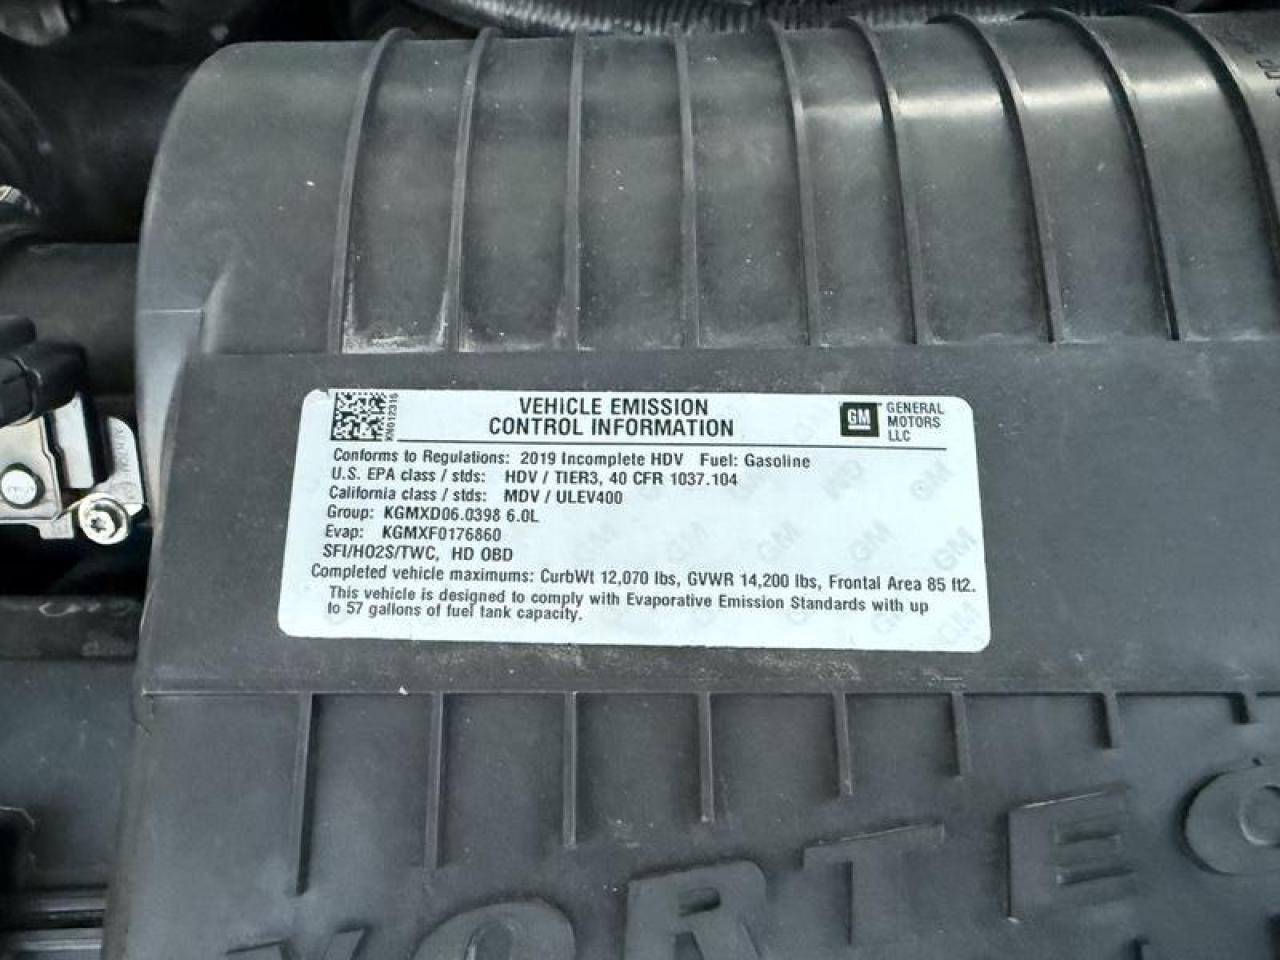 VEHICLE EMISSION
CONTROL INFORMATION
GM
GENERAL
MOTORS
LLC
Conforms to Regulations: 2019 Incomplete HDV Fuel: Gasoline
U.S. EPA class / stds: HDV / TIER3, 40 CFR 1037.104
California class / stds: MDV / ULEV400
Group: KGMXD06.0398 6.0L
Evap: KGMXF0176860
SFI/HO2S/TWC, HD OBD
Completed vehicle maximums: CurbWt 12,070 lbs, GVWR 14,200 lbs, Frontal Area 85 ft2.
This vehicle is designed to comply with Evaporative Emission Standards with up
to 57 gallons of fuel tank capacity.
VORTEC